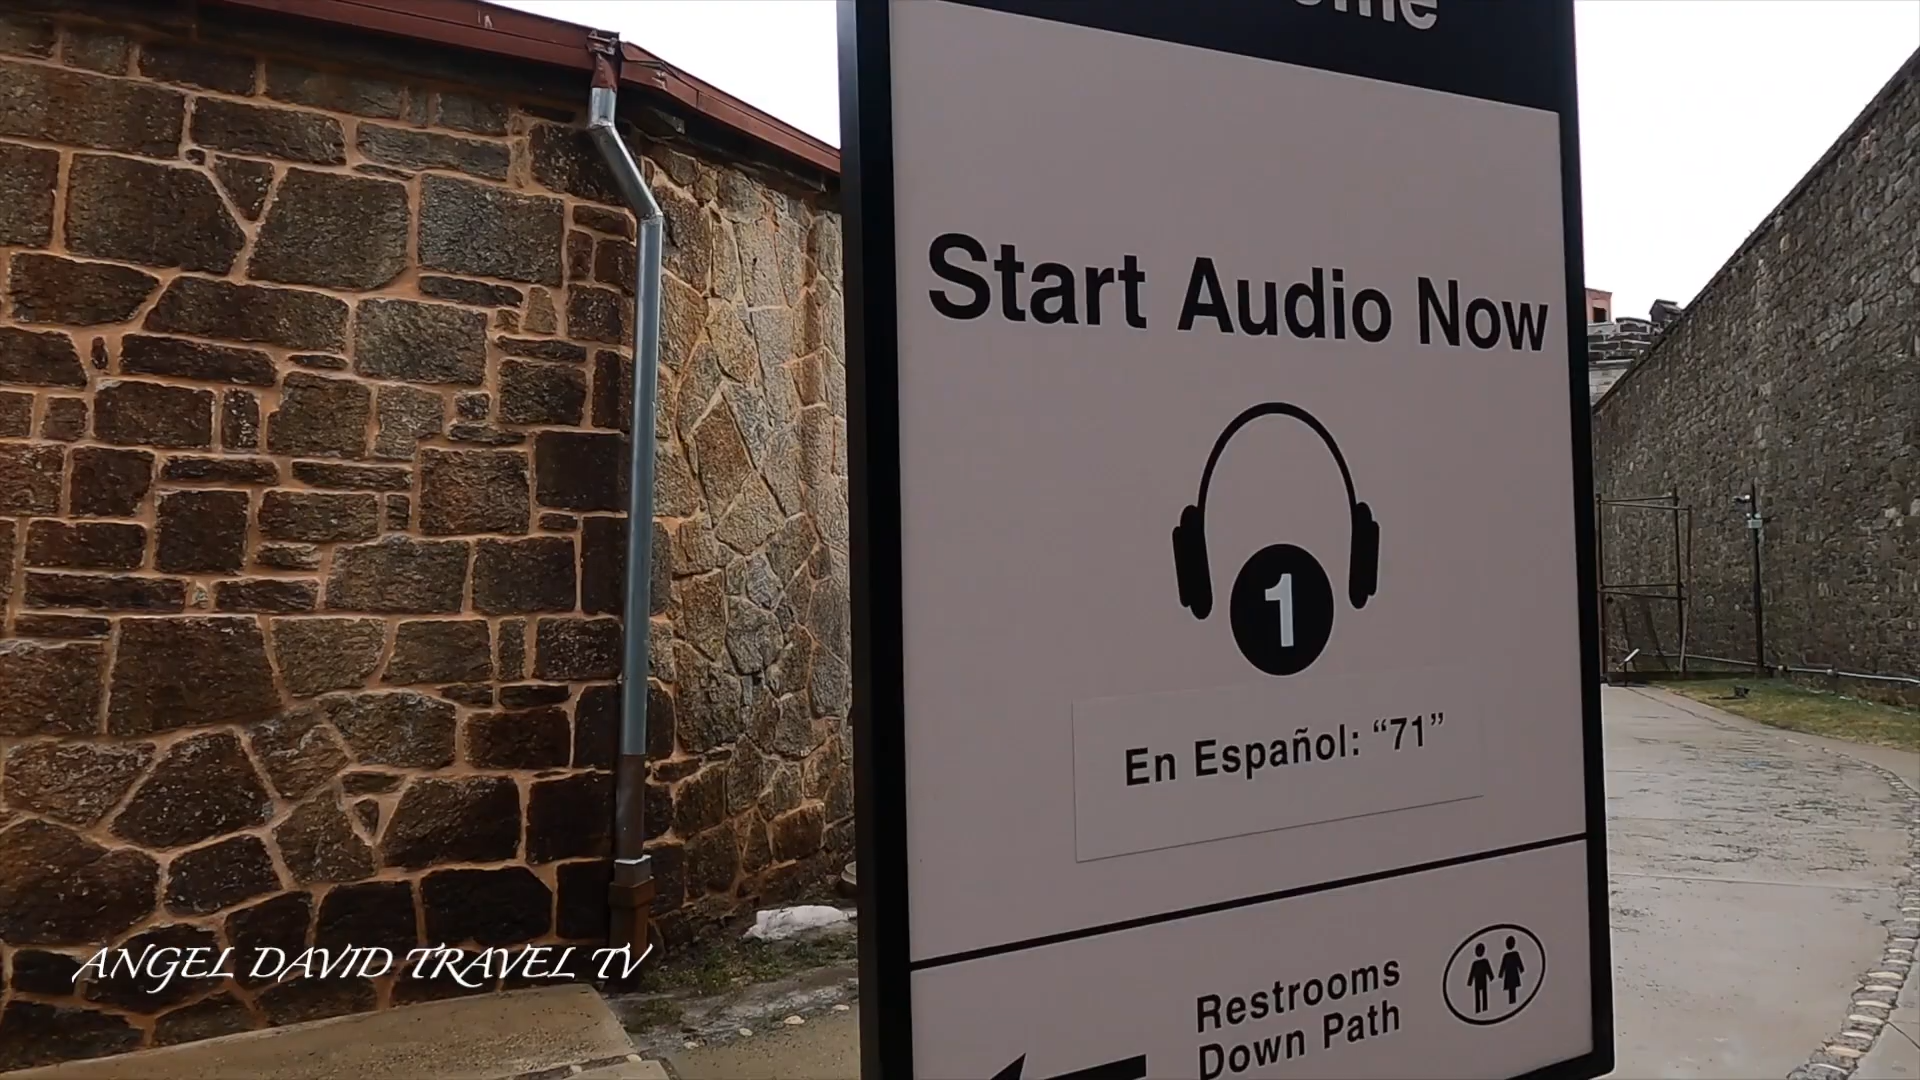 Start Audio Now
1
En Español: “71”
Restrooms
Down Path
ANGEL DAVID TRAVEL TV